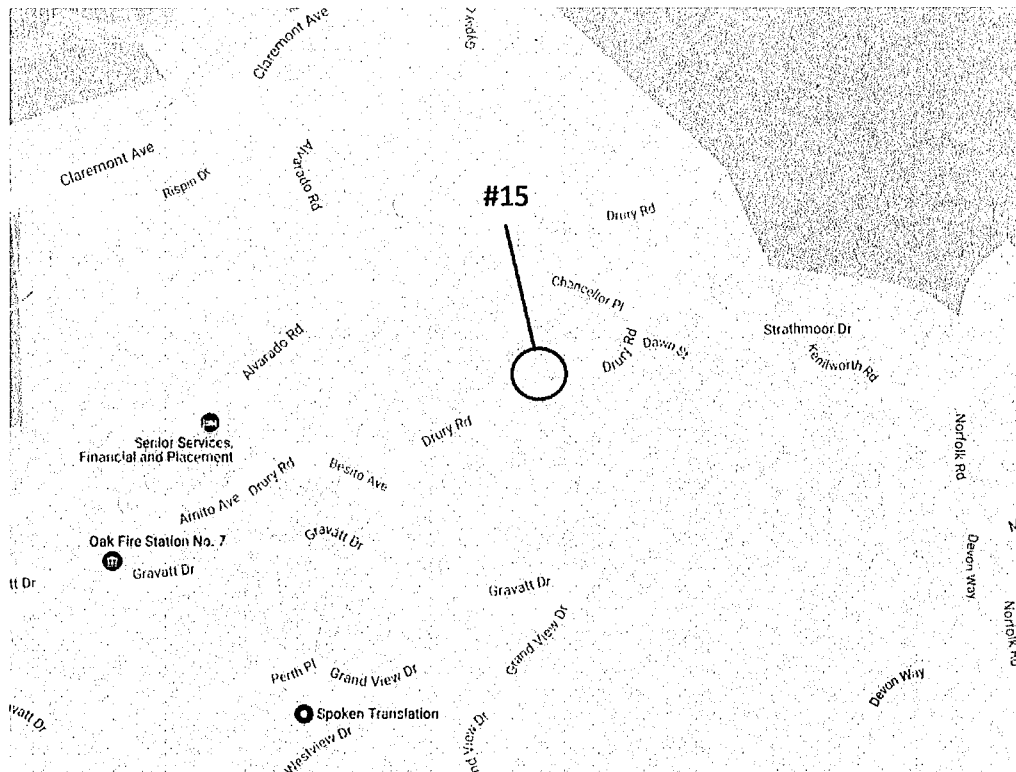 Claremont Ave
Claremont Ave
Rispin Dr
Alvarado Rd
#15
Drury Rd
Chancellor Pl
Drury Rd
Dawn St
Strathmoor Dr
Kenilworth Rd
Alvarado Rd
Senior Services,
Financial and Placement
Drury Rd
Drury Rd
Besito Ave
Amito Ave
Norfolk Rd
Oak Fire Station No. 7
Gravatt Dr
Gravatt Dr
tt Dr
Gravatt Dr
Grand View Dr
Devon Way
Norfolk Rd
Perth Pl
Grand View Dr
Devon Way
Spoken Translation
vatt Dr
Westview Dr
nd View Dr